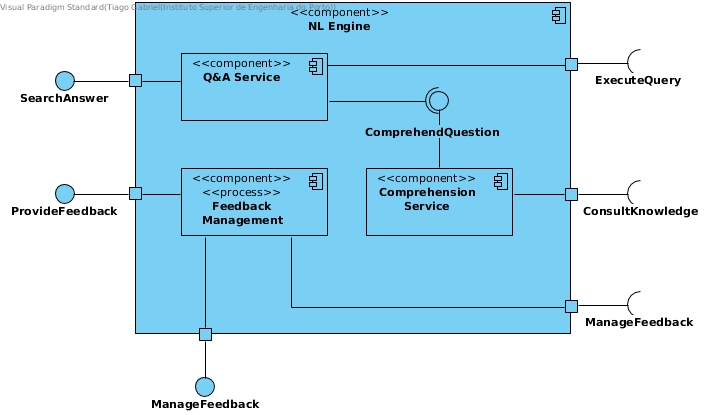 Visual Paradigm Standard(Tiago Gabriel(Instituto Superior de Engenharia do Porto))
<<component>>
NL Engine
<<component>>
Q&A Service
SearchAnswer
ExecuteQuery
ComprehendQuestion
<<component>>
<<process>>
Feedback
Management
<<component>>
Comprehension
Service
ProvideFeedback
ConsultKnowledge
ManageFeedback
ManageFeedback